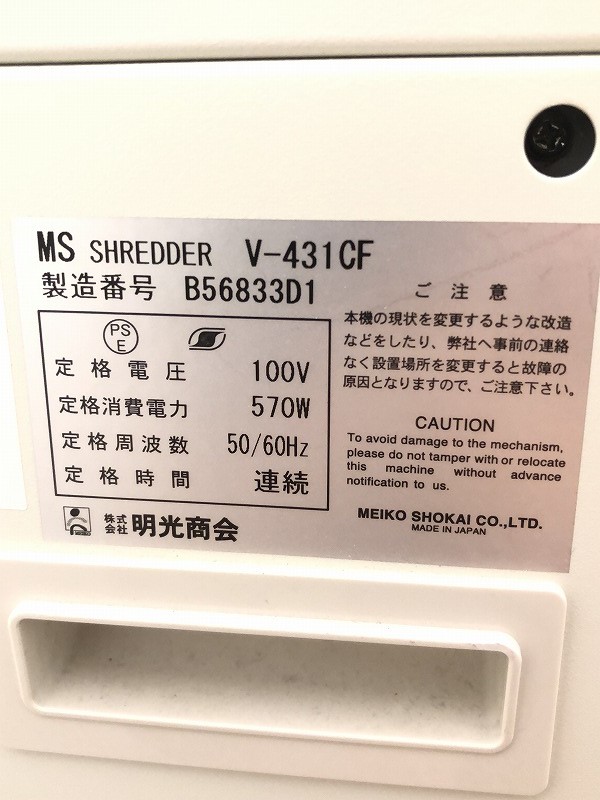 MS SHREDDER V-431CF
製造番号 B56833D1
PS
E
定格電圧 100V
定格消費電力 570W
定格周波数 50/60Hz
定格時間 連続
株式
会社 明光商会
ご注意
本機の現状を変更するような改造
などをしたり、弊社へ事前の連絡
なく設置場所を変更すると故障の
原因となりますので、ご注意下さい。
CAUTION
To avoid damage to the mechanism,
please do not tamper with or relocate
this machine without advance
notification to us.
MEIKO SHOKAI CO.,LTD.
MADE IN JAPAN